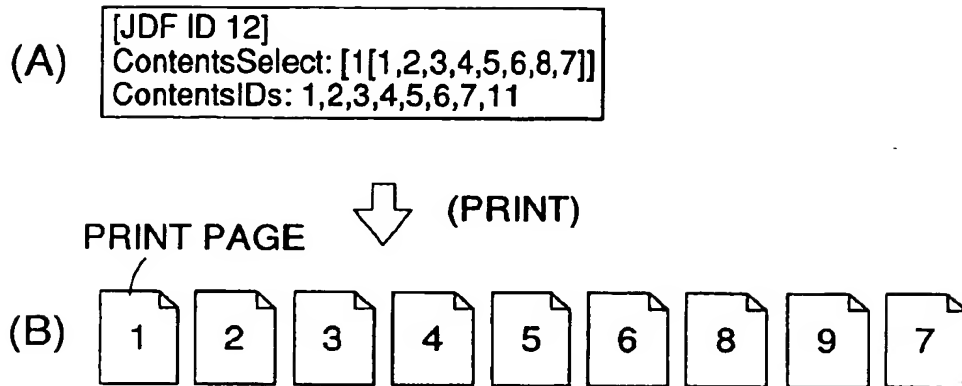 (A)
[JDF ID 12]
ContentsSelect: [1[1,2,3,4,5,6,8,7]]
ContentsIDs: 1,2,3,4,5,6,7,11
(PRINT)
PRINT PAGE
(B) 1 2 3 4 5 6 8 9 7